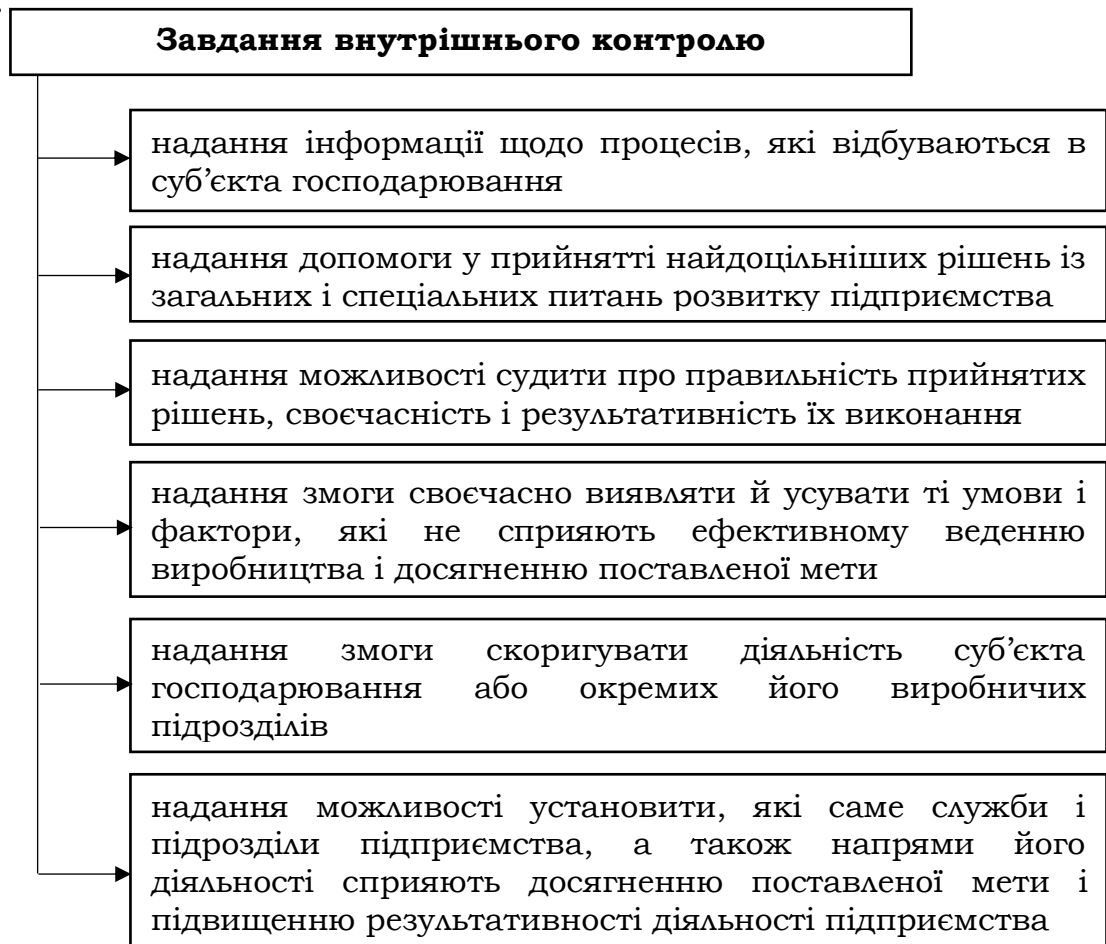 Завдання внутрішнього контролю
надання інформації щодо процесів, які відбуваються в
суб’єкта господарювання
надання допомоги у прийнятті найдоцільніших рішень із
загальних і спеціальних питань розвитку підприємства
надання можливості судити про правильність прийнятих
рішень, своєчасність і результативність їх виконання
надання змоги своєчасно виявляти й усувати ті умови і
фактори, які не сприяють ефективному веденню
виробництва і досягненню поставленої мети
надання змоги скоригувати діяльність суб’єкта
господарювання або окремих його виробничих
підрозділів
надання можливості установити, які саме служби і
підрозділи підприємства, а також напрями його
діяльності сприяють досягненню поставленої мети і
підвищенню результативності діяльності підприємства